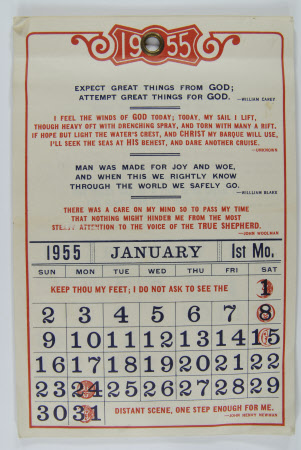 1955
EXPECT GREAT THINGS FROM GOD;
ATTEMPT GREAT THINGS FOR GOD.
—WILLIAM CAREY
I FEEL THE WINDS OF GOD TODAY; TODAY, MY SAIL I LIFT,
THOUGH HEAVY OFT WITH DRENCHING SPRAY, AND TORN WITH MANY A RIFT.
IF HOPE BUT LIGHT THE WATER'S CREST, AND CHRIST MY BARQUE WILL USE,
I'LL SEEK THE SEAS AT HIS BEHEST, AND DARE ANOTHER CRUISE.
—UNKNOWN
MAN WAS MADE FOR JOY AND WOE,
AND WHEN THIS WE RIGHTLY KNOW
THROUGH THE WORLD WE SAFELY GO.
—WILLIAM BLAKE
THERE WAS A CARE ON MY MIND SO TO PASS MY TIME
THAT NOTHING MIGHT HINDER ME FROM THE MOST
STEADY ATTENTION TO THE VOICE OF THE TRUE SHEPHERD.
—JOHN WOOLMAN
1955 JANUARY 1st Mo.
SUN MON TUE WED THU FRI SAT
KEEP THOU MY FEET; I DO NOT ASK TO SEE THE 1
2 3 4 5 6 7 8
9 10 11 12 13 14 15
16 17 18 19 20 21 22
23 24 25 26 27 28 29
30 31 DISTANT SCENE, ONE STEP ENOUGH FOR ME.
—JOHN HENRY NEWMAN